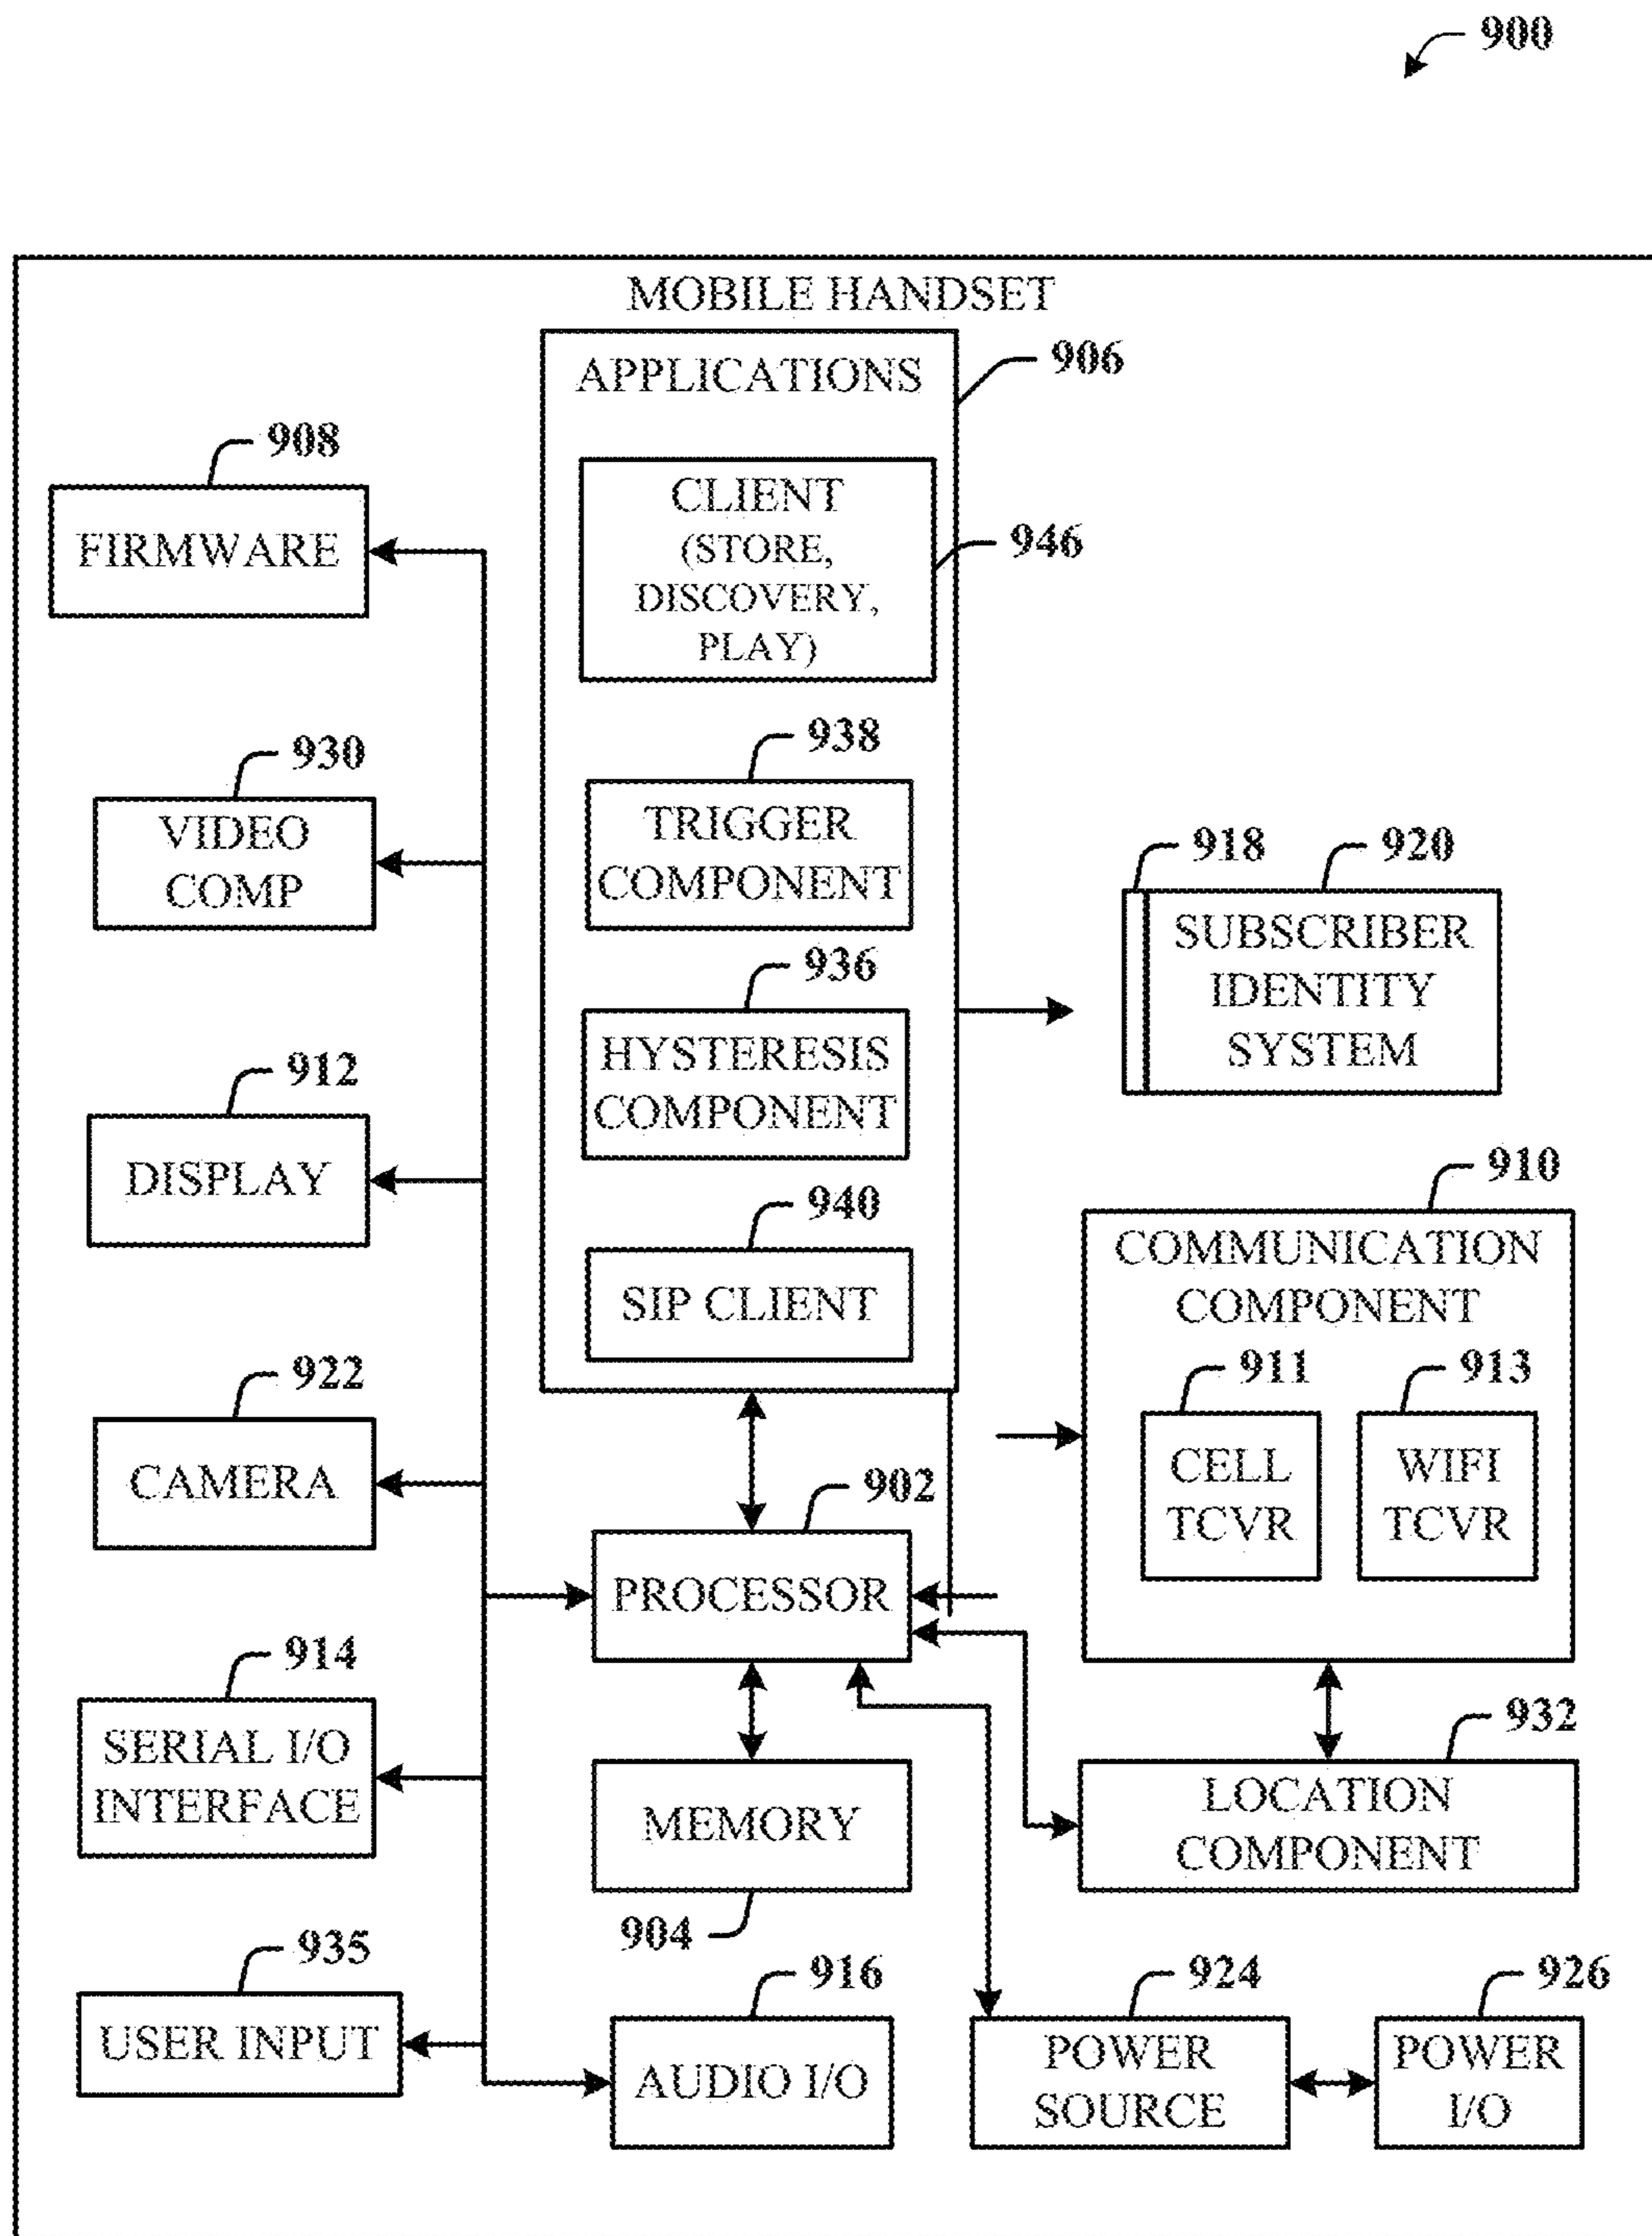 900
MOBILE HANDSET
APPLICATIONS
906
CLIENT
(STORE,
DISCOVERY,
PLAY)
946
908
FIRMWARE
938
TRIGGER
COMPONENT
930
VIDEO
COMP
918
920
SUBSCRIBER
IDENTITY
SYSTEM
936
HYSTERESIS
COMPONENT
912
DISPLAY
940
SIP CLIENT
910
COMMUNICATION
COMPONENT
911
CELL
TCVR
913
WIFI
TCVR
922
CAMERA
902
PROCESSOR
914
SERIAL I/O
INTERFACE
MEMORY
904
932
LOCATION
COMPONENT
935
USER INPUT
916
AUDIO I/O
924
POWER
SOURCE
926
POWER
I/O